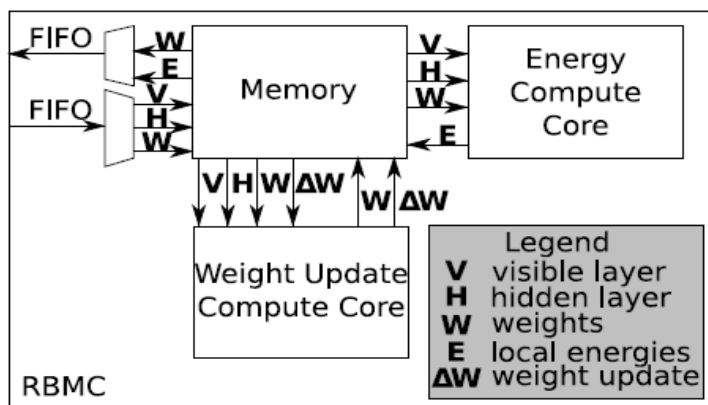 FIFO
W
E
FIFO
V
H
W
Memory
V
H
W
E
Energy
Compute
Core
V H W ΔW
W ΔW
Weight Update
Compute Core
Legend
V visible layer
H hidden layer
W weights
E local energies
ΔW weight update
RBMC